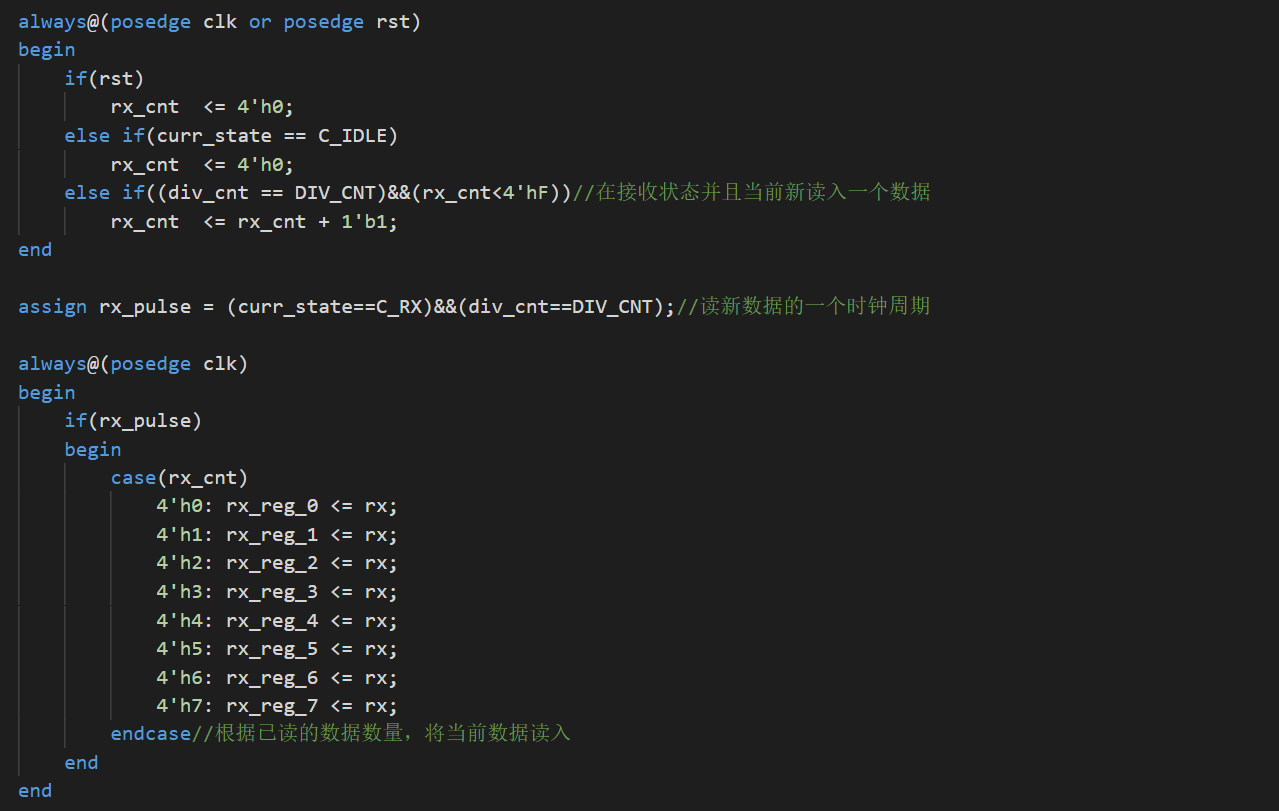 always@(posedge clk or posedge rst)
begin
    if(rst)
        rx_cnt  <= 4'h0;
    else if(curr_state == C_IDLE)
        rx_cnt  <= 4'h0;
    else if((div_cnt == DIV_CNT)&&(rx_cnt<4'hF))//在接收状态并且当前新读入一个数据
        rx_cnt  <= rx_cnt + 1'b1;
end

assign rx_pulse = (curr_state==C_RX)&&(div_cnt==DIV_CNT);//读新数据的一个时钟周期

always@(posedge clk)
begin
    if(rx_pulse)
    begin
        case(rx_cnt)
            4'h0: rx_reg_0 <= rx;
            4'h1: rx_reg_1 <= rx;
            4'h2: rx_reg_2 <= rx;
            4'h3: rx_reg_3 <= rx;
            4'h4: rx_reg_4 <= rx;
            4'h5: rx_reg_5 <= rx;
            4'h6: rx_reg_6 <= rx;
            4'h7: rx_reg_7 <= rx;
        endcase//根据已读的数据数量，将当前数据读入
    end
end